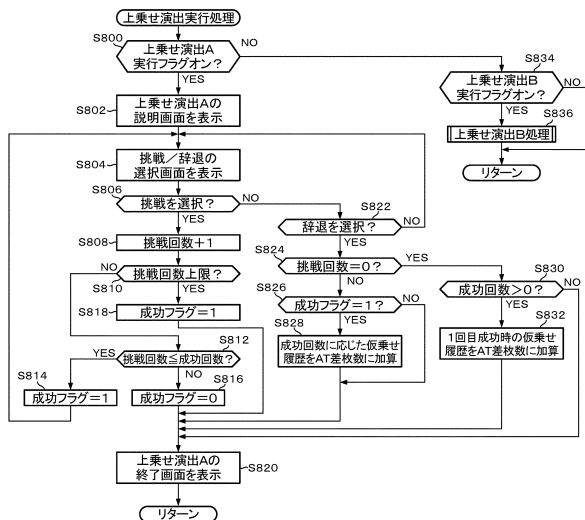 上乗せ演出実行処理
S800
上乗せ演出A
実行フラグオン？
NO
YES
S834
上乗せ演出B
実行フラグオン？
NO
YES
S802
上乗せ演出Aの
説明画面を表示
S836
上乗せ演出B処理
リターン
S804
挑戦／辞退の
選択画面を表示
S806
挑戦を選択？
NO
YES
S822
辞退を選択？
NO
YES
S808
挑戦回数+1
S824
挑戦回数=0？
YES
NO
NO
挑戦回数上限？
S810
YES
S826
成功フラグ=1？
NO
YES
S830
成功回数>0？
NO
YES
S818
成功フラグ=1
S828
成功回数に応じた仮乗せ
履歴をAT差枚数に加算
S832
1回目成功時の仮乗せ
履歴をAT差枚数に加算
S812
YES
挑戦回数≦成功回数？
NO
S814
成功フラグ=1
S816
成功フラグ=0
上乗せ演出Aの
終了画面を表示
S820
リターン